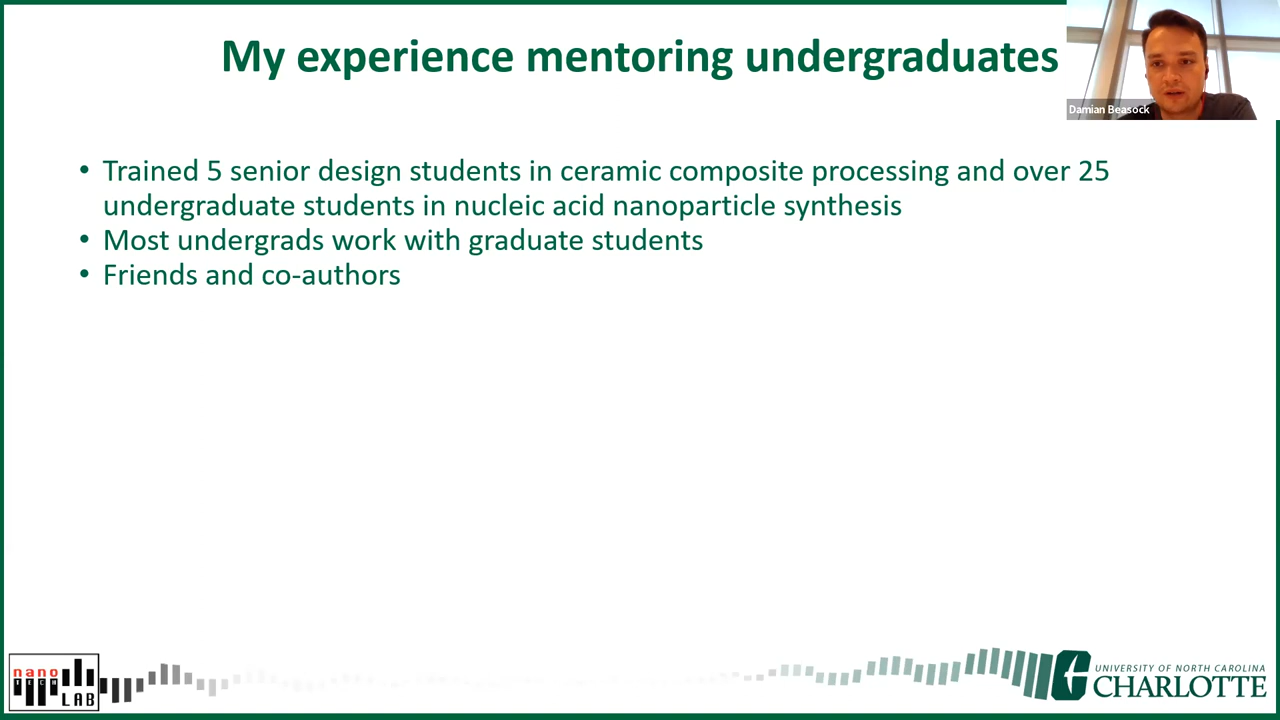 My experience mentoring undergraduates
Damian Beasock
• Trained 5 senior design students in ceramic composite processing and over 25
undergraduate students in nucleic acid nanoparticle synthesis
• Most undergrads work with graduate students
• Friends and co-authors
nano
TECH
LAB
UNIVERSITY OF NORTH CAROLINA
CHARLOTTE